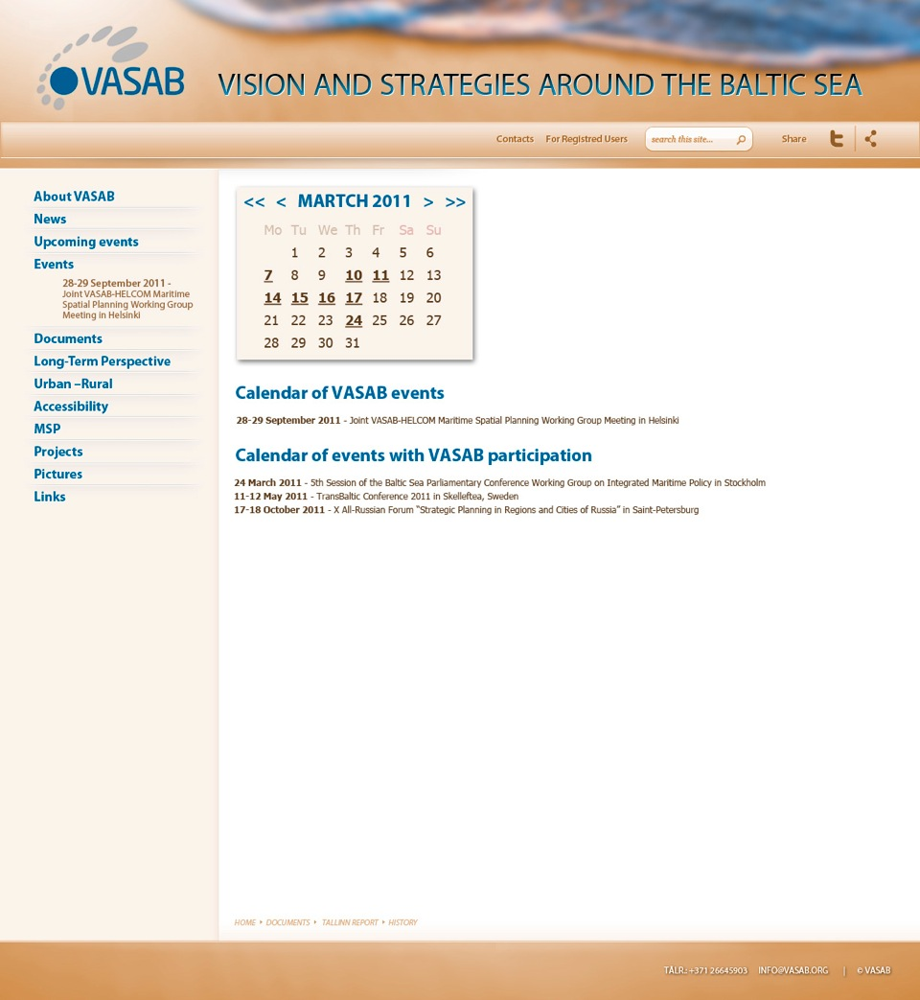 VASAB
VISION AND STRATEGIES AROUND THE BALTIC SEA
Contacts For Registred Users search this site... Share
About VASAB
News
Upcoming events
Events
28-29 September 2011 -
Joint VASAB-HELCOM Maritime
Spatial Planning Working Group
Meeting in Helsinki
Documents
Long-Term Perspective
Urban –Rural
Accessibility
MSP
Projects
Pictures
Links
<< < MARTCH 2011 > >>
Mo Tu We Th Fr Sa Su
1 2 3 4 5 6
7 8 9 10 11 12 13
14 15 16 17 18 19 20
21 22 23 24 25 26 27
28 29 30 31
Calendar of VASAB events
28-29 September 2011 - Joint VASAB-HELCOM Maritime Spatial Planning Working Group Meeting in Helsinki
Calendar of events with VASAB participation
24 March 2011 - 5th Session of the Baltic Sea Parliamentary Conference Working Group on Integrated Maritime Policy in Stockholm
11-12 May 2011 - TransBaltic Conference 2011 in Skelleftea, Sweden
17-18 October 2011 - X All-Russian Forum “Strategic Planning in Regions and Cities of Russia” in Saint-Petersburg
HOME DOCUMENTS TALLINN REPORT HISTORY
TĀLR.: +371 26645903 INFO@VASAB.ORG | © VASAB